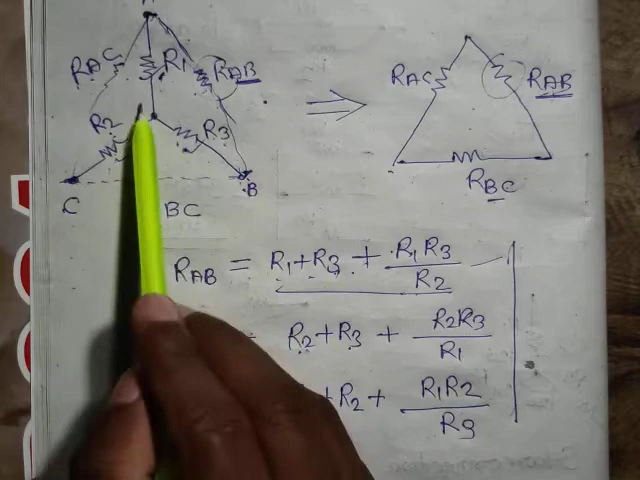 A
RAC R1 RAB
RAC RAB
R2 R3
C BC B
RBC
RAB = R1+R3 + R1R3/R2
= R2+R3 + R2R3/R1
+ R2 + R1R2/R3